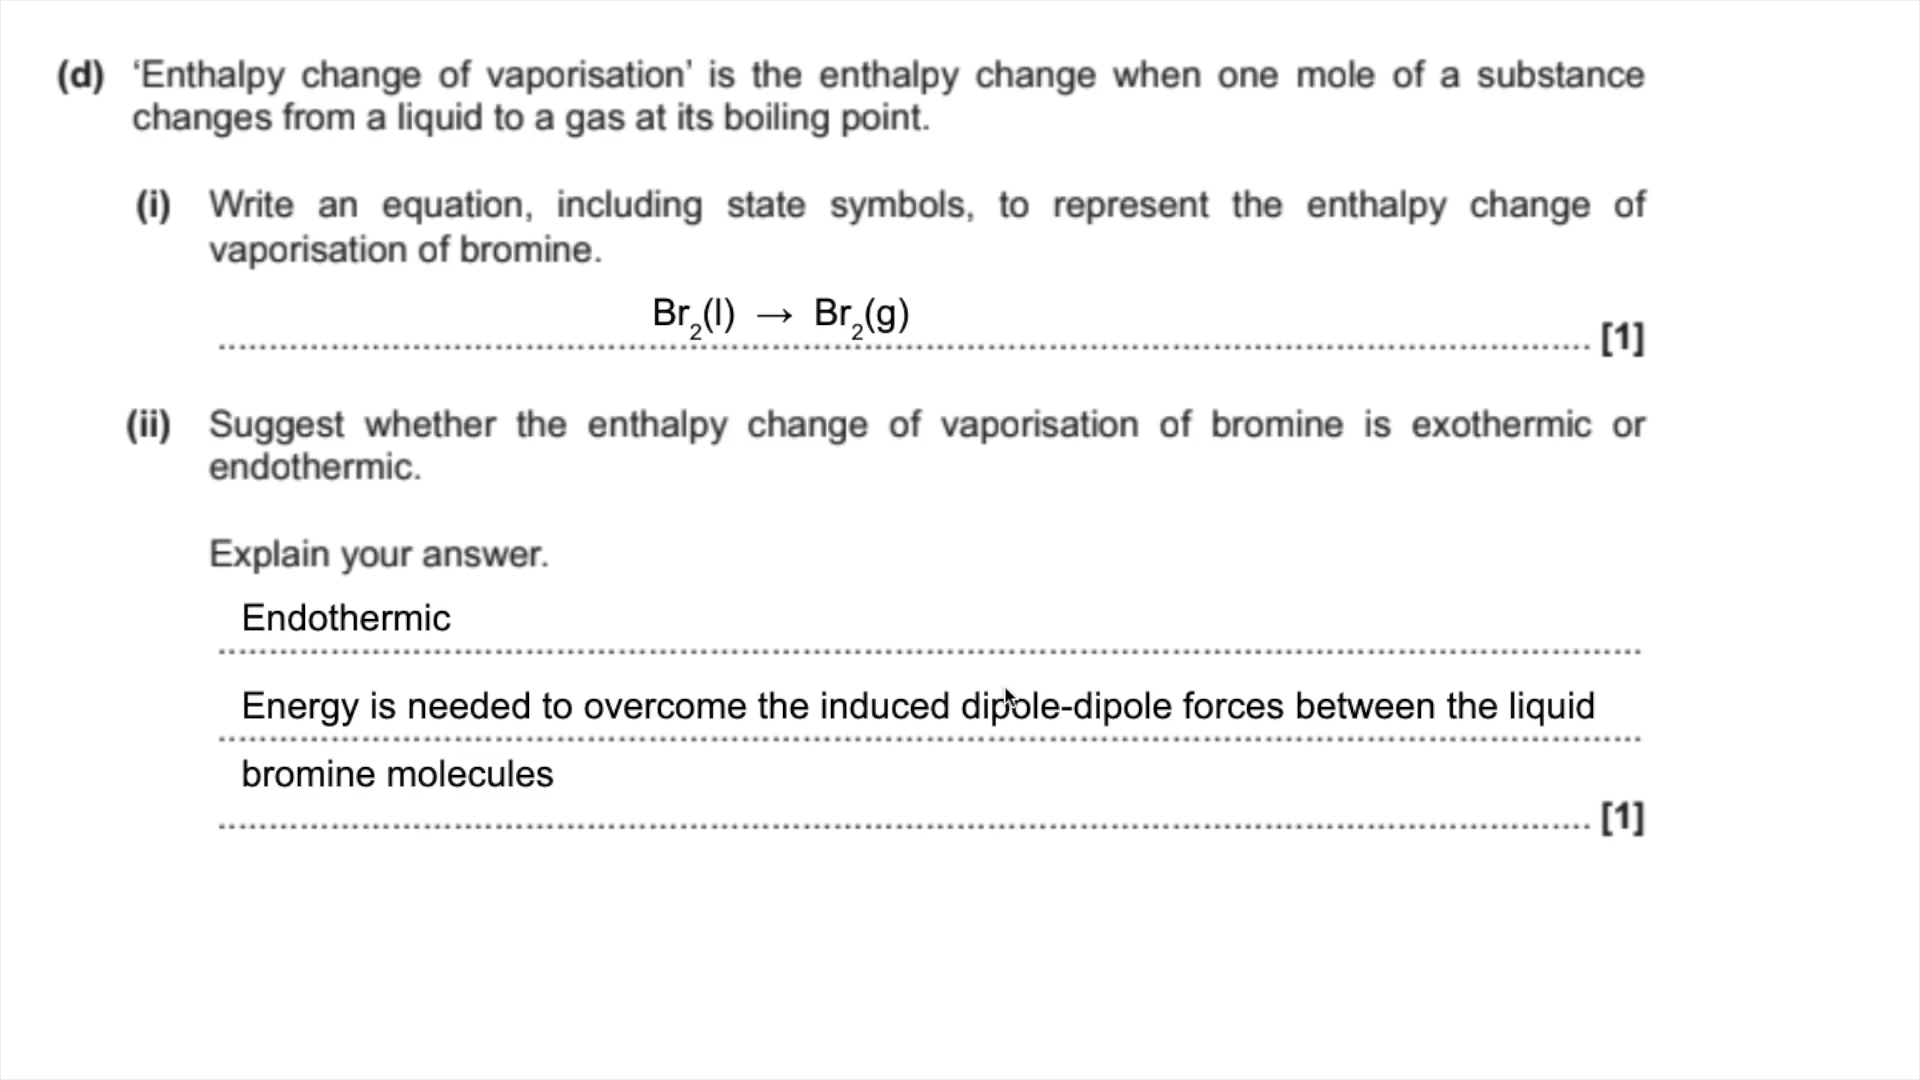 (d) ‘Enthalpy change of vaporisation’ is the enthalpy change when one mole of a substance
changes from a liquid to a gas at its boiling point.
(i) Write an equation, including state symbols, to represent the enthalpy change of
vaporisation of bromine.
Br₂(l) → Br₂(g)
[1]
(ii) Suggest whether the enthalpy change of vaporisation of bromine is exothermic or
endothermic.
Explain your answer.
Endothermic
Energy is needed to overcome the induced dipole-dipole forces between the liquid
bromine molecules
[1]